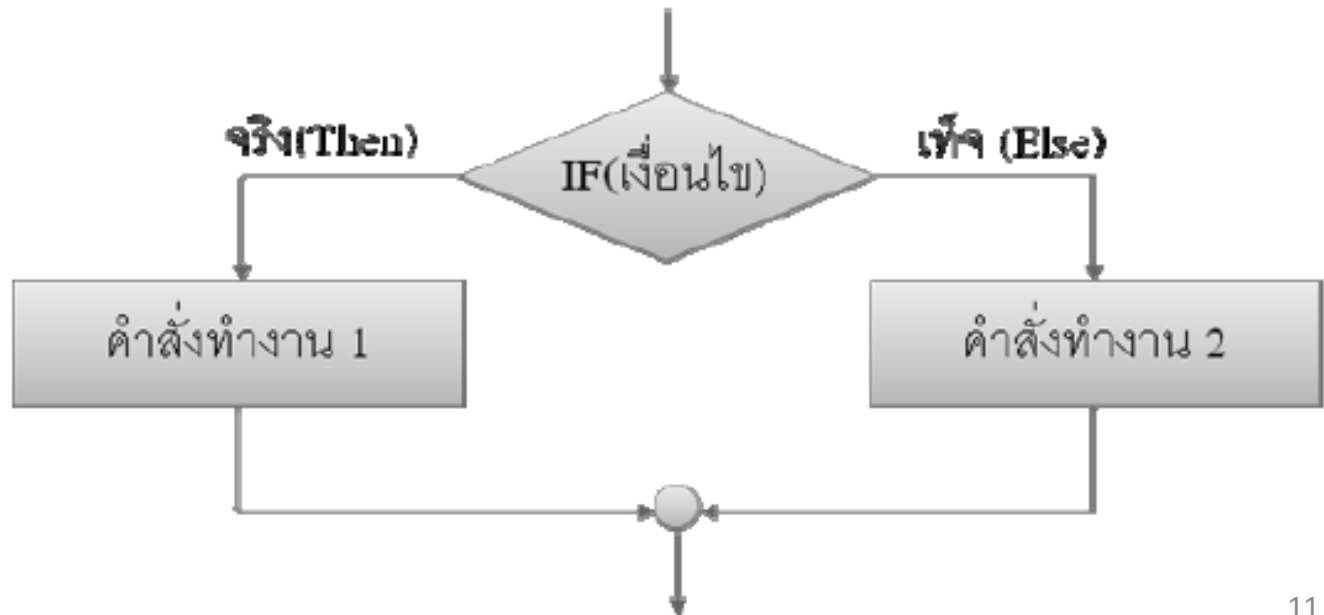 จริง(Then)
เท็จ (Else)
IF(เงื่อนไข)
คำสั่งทำงาน 1
คำสั่งทำงาน 2
11